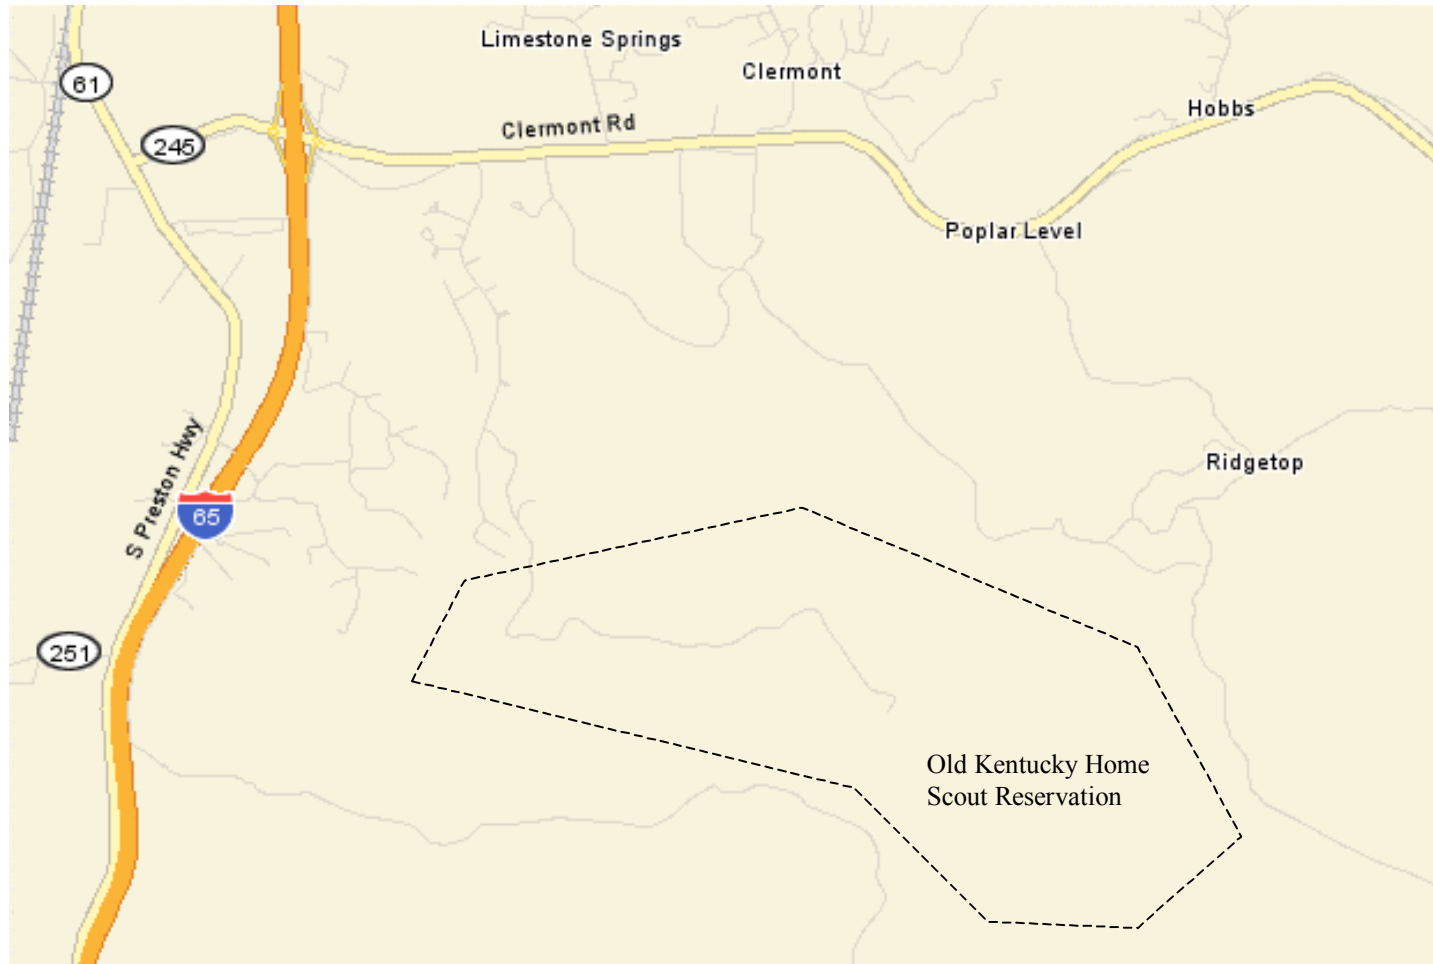 Limestone Springs
Clermont
61
Hobbs
Clermont Rd
245
Poplar Level
S Preston Hwy
Ridgetop
65
251
Old Kentucky Home
Scout Reservation